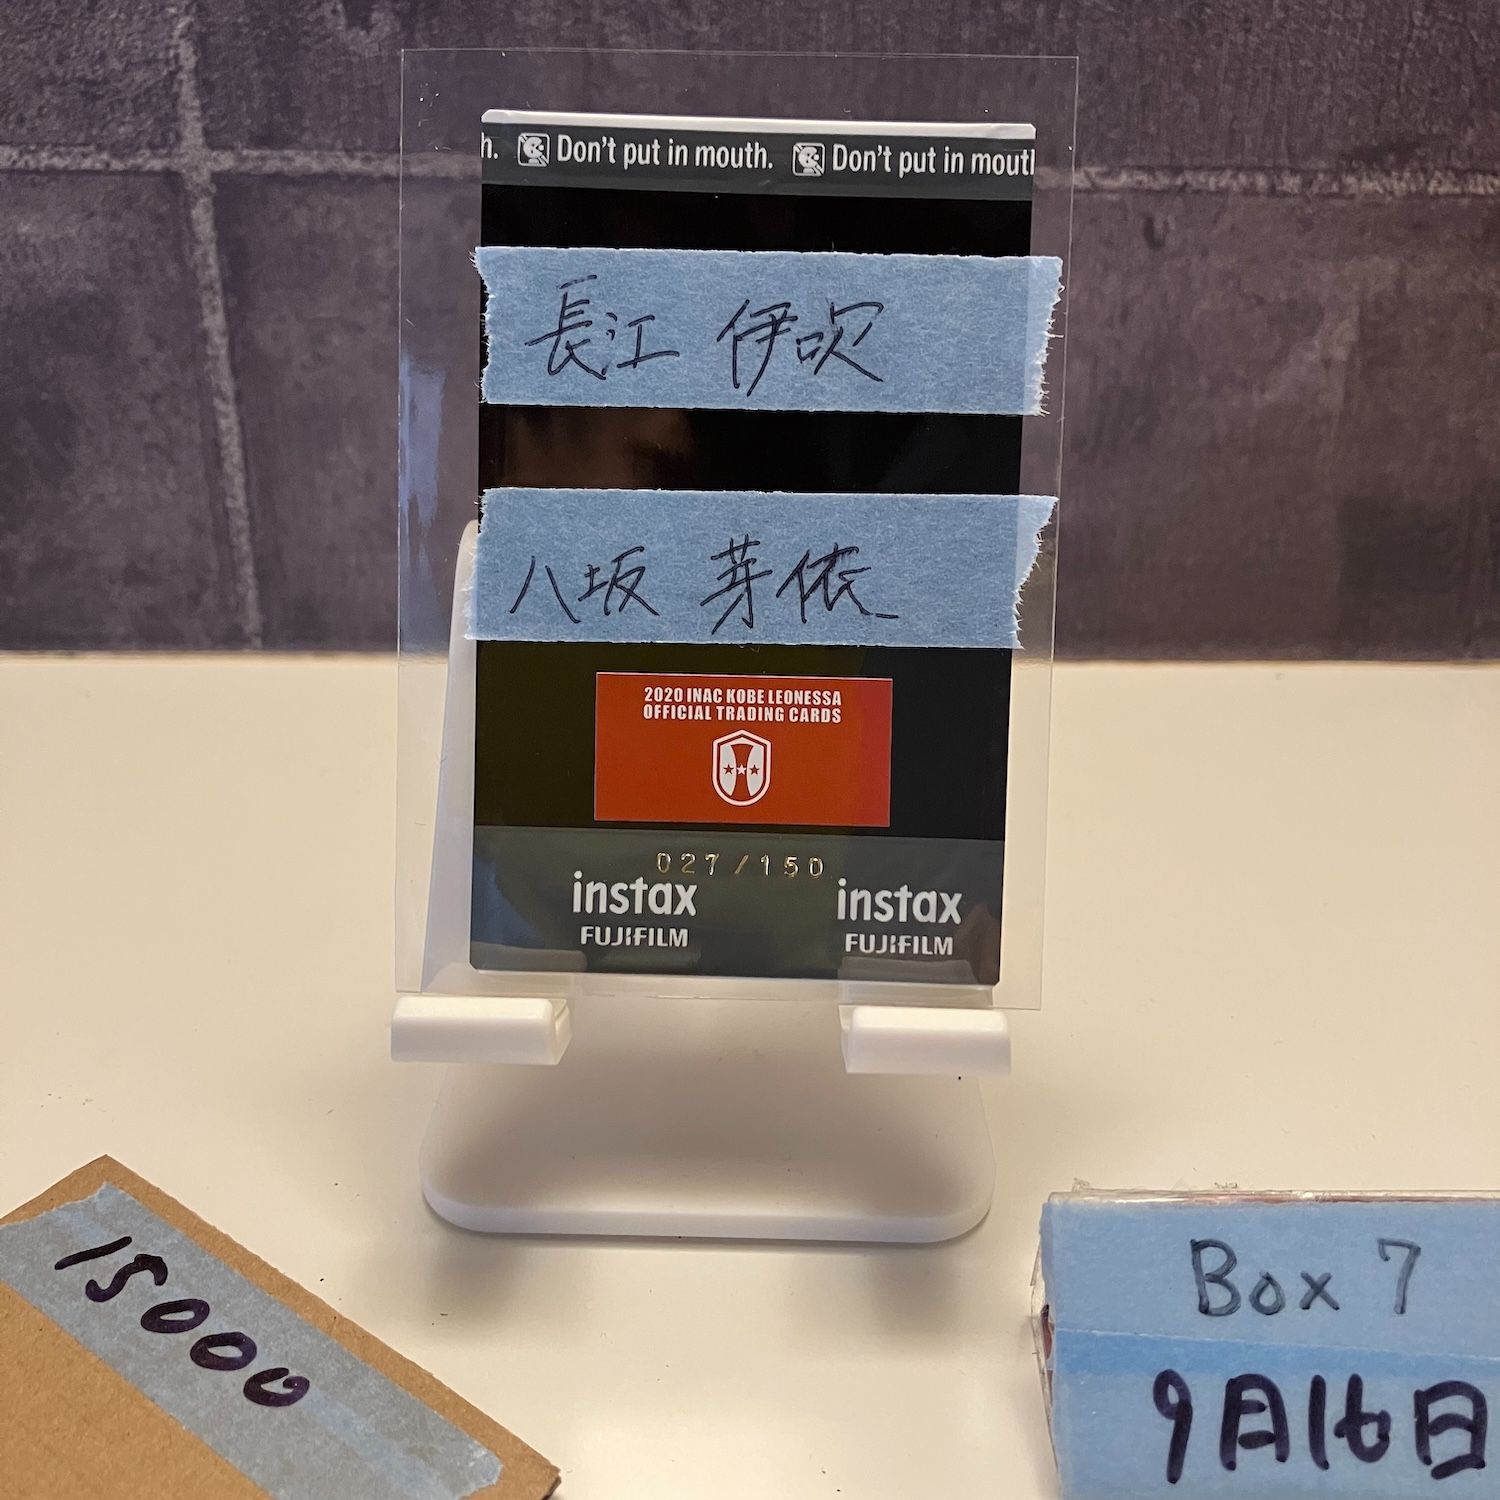 h. Don't put in mouth. Don't put in mouth
長江 伊吹
八坂 芽依
2020 INAC KOBE LEONESSA
OFFICIAL TRADING CARDS
027/150
instax instax
FUJIFILM FUJIFILM
15000
Box 7
9月16日